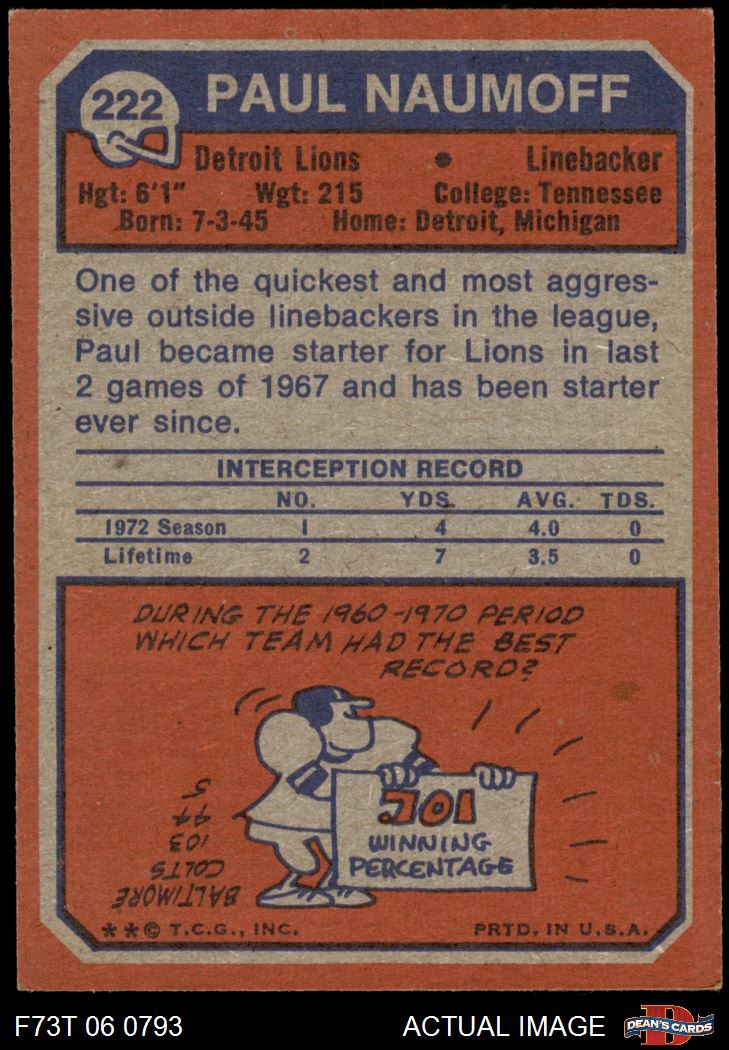 222
PAUL NAUMOFF
Detroit Lions • Linebacker
Hgt: 6'1" Wgt: 215 College: Tennessee
Born: 7-3-45 Home: Detroit, Michigan
One of the quickest and most aggres-
sive outside linebackers in the league,
Paul became starter for Lions in last
2 games of 1967 and has been starter
ever since.
INTERCEPTION RECORD
NO. YDS. AVG. TDS.
1972 Season 1 4 4.0 0
Lifetime 2 7 3.5 0
DURING THE 1960-1970 PERIOD
WHICH TEAM HAD THE BEST
RECORD?
.701
WINNING
PERCENTAGE
BALTIMORE
COLTS
103
44
5
**© T.C.G., INC. PRTD. IN U.S.A.
F73T 06 0793 ACTUAL IMAGE
D
DEAN'S CARDS